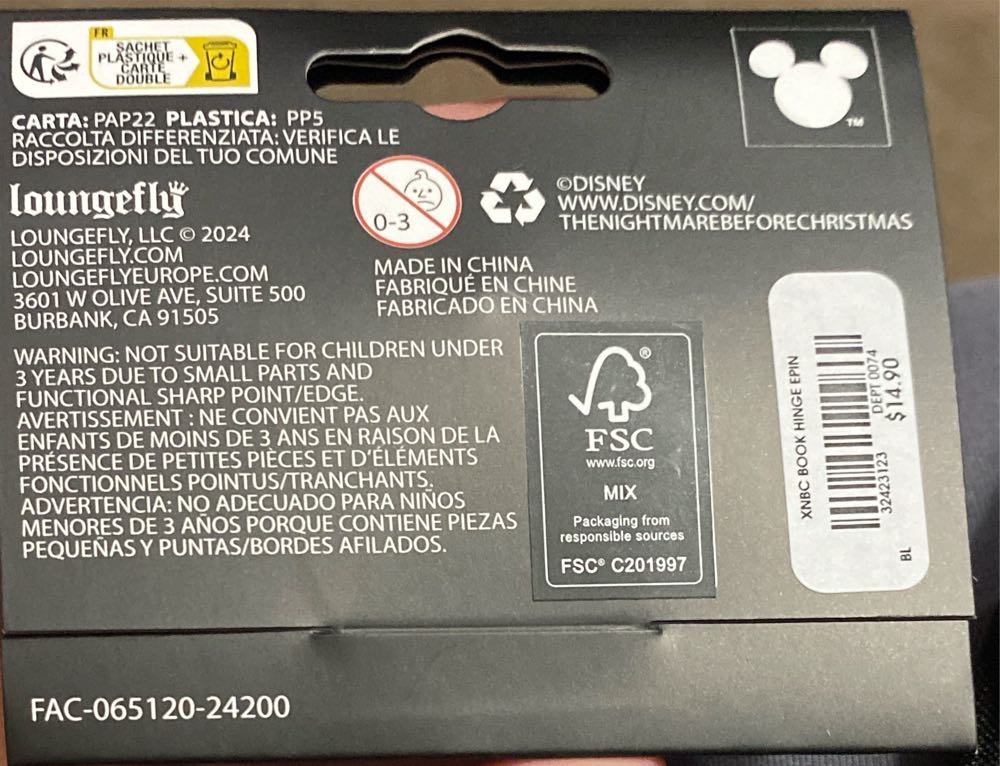 FR
SACHET
PLASTIQUE +
CARTE
DOUBLE
CARTA: PAP22 PLASTICA: PP5
RACCOLTA DIFFERENZIATA: VERIFICA LE
DISPOSIZIONI DEL TUO COMUNE
loungefly
LOUNGEFLY, LLC © 2024
LOUNGEFLY.COM
LOUNGEFLYEUROPE.COM
3601 W OLIVE AVE, SUITE 500
BURBANK, CA 91505
0-3
©DISNEY
WWW.DISNEY.COM/
THENIGHTMAREBEFORECHRISTMAS
TM
MADE IN CHINA
FABRIQUÉ EN CHINE
FABRICADO EN CHINA
WARNING: NOT SUITABLE FOR CHILDREN UNDER
3 YEARS DUE TO SMALL PARTS AND
FUNCTIONAL SHARP POINT/EDGE.
AVERTISSEMENT : NE CONVIENT PAS AUX
ENFANTS DE MOINS DE 3 ANS EN RAISON DE LA
PRÉSENCE DE PETITES PIÈCES ET D'ÉLÉMENTS
FONCTIONNELS POINTUS/TRANCHANTS.
ADVERTENCIA: NO ADECUADO PARA NIÑOS
MENORES DE 3 AÑOS PORQUE CONTIENE PIEZAS
PEQUEÑAS Y PUNTAS/BORDES AFILADOS.
®
FSC
www.fsc.org
MIX
Packaging from
responsible sources
FSC® C201997
XNBC BOOK HINGE EPIN
32423123 DEPT 0074
$14.90
BL
FAC-065120-24200